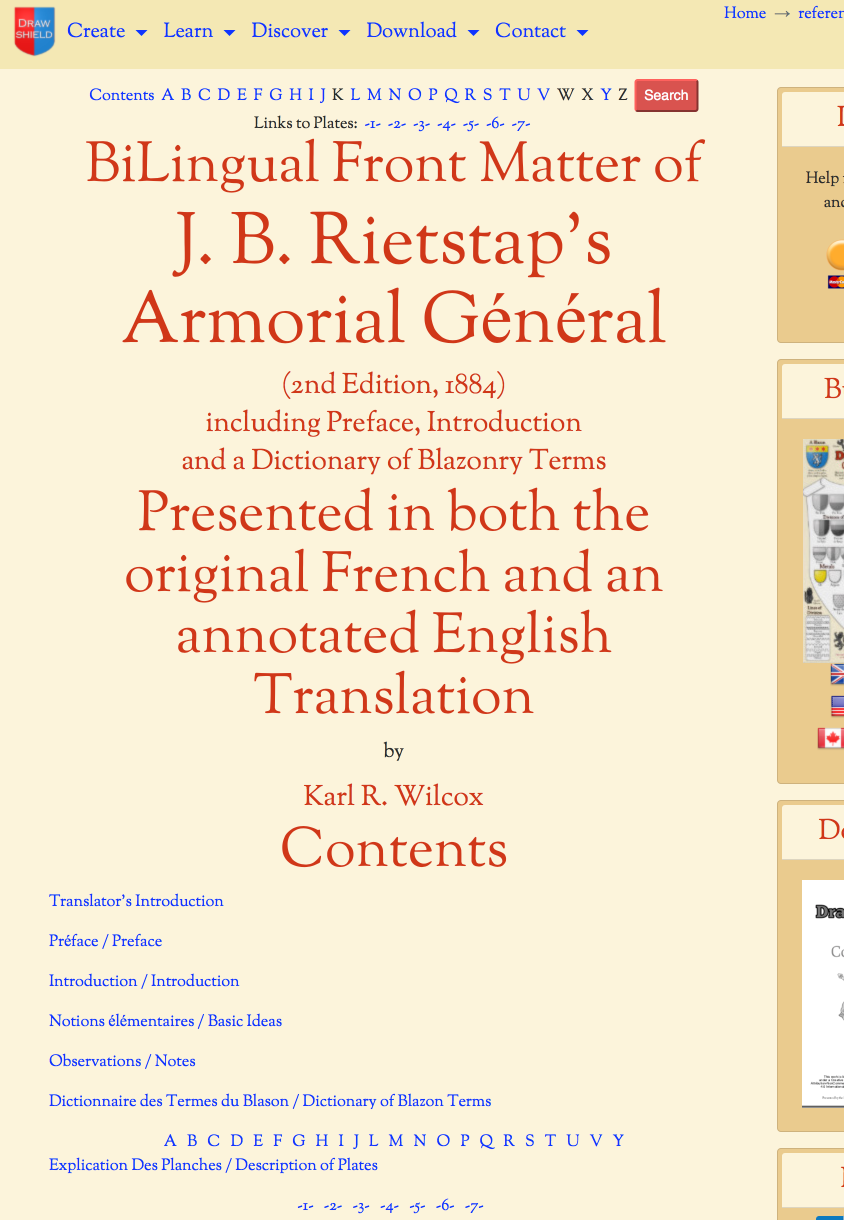 DRAW
SHIELD
Create Learn Discover Download Contact
Home → referen
Contents A B C D E F G H I J K L M N O P Q R S T U V W X Y Z Search
Links to Plates: -1- -2- -3- -4- -5- -6- -7-
BiLingual Front Matter of
J. B. Rietstap's
Armorial Général
(2nd Edition, 1884)
including Preface, Introduction
and a Dictionary of Blazonry Terms
Presented in both the
original French and an
annotated English
Translation
by
Karl R. Wilcox
Contents
Translator's Introduction
Préface / Preface
Introduction / Introduction
Notions élémentaires / Basic Ideas
Observations / Notes
Dictionnaire des Termes du Blason / Dictionary of Blazon Terms
A B C D E F G H I J L M N O P Q R S T U V Y
Explication Des Planches / Description of Plates
-1- -2- -3- -4- -5- -6- -7-
Help
and